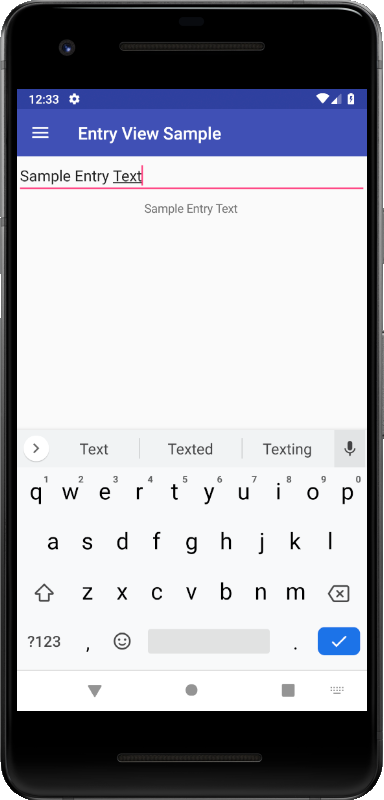 12:33
Entry View Sample
Sample Entry Text
Sample Entry Text
Text Texted Texting
1 2 3 4 5 6 7 8 9 0
q w e r t y u i o p
a s d f g h j k l
z x c v b n m
?123 , .